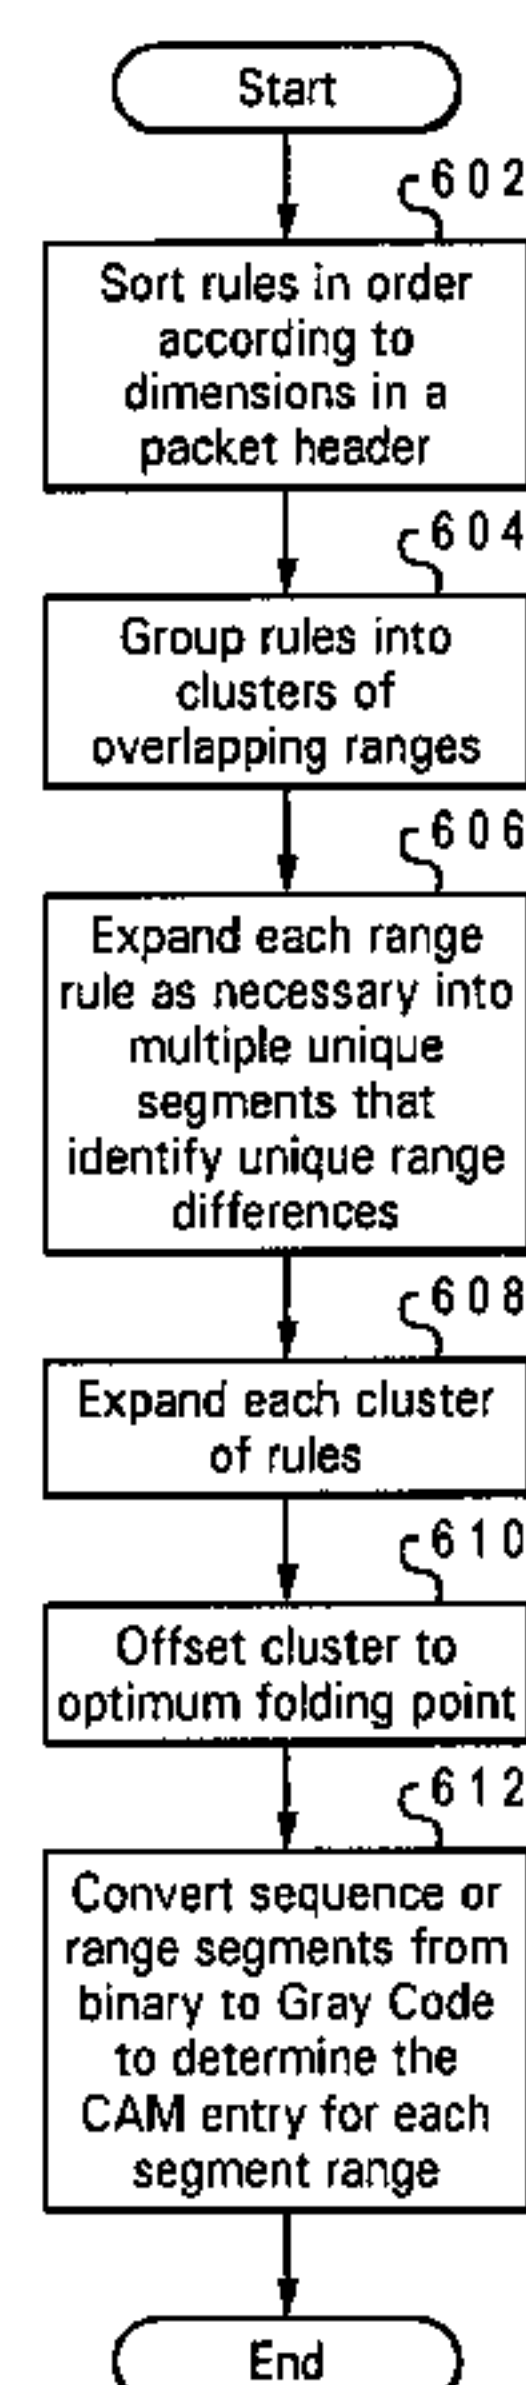 Start
602
Sort rules in order
according to
dimensions in a
packet header
604
Group rules into
clusters of
overlapping ranges
606
Expand each range
rule as necessary into
multiple unique
segments that
identify unique range
differences
608
Expand each cluster
of rules
610
Offset cluster to
optimum folding point
612
Convert sequence or
range segments from
binary to Gray Code
to determine the
CAM entry for each
segment range
End